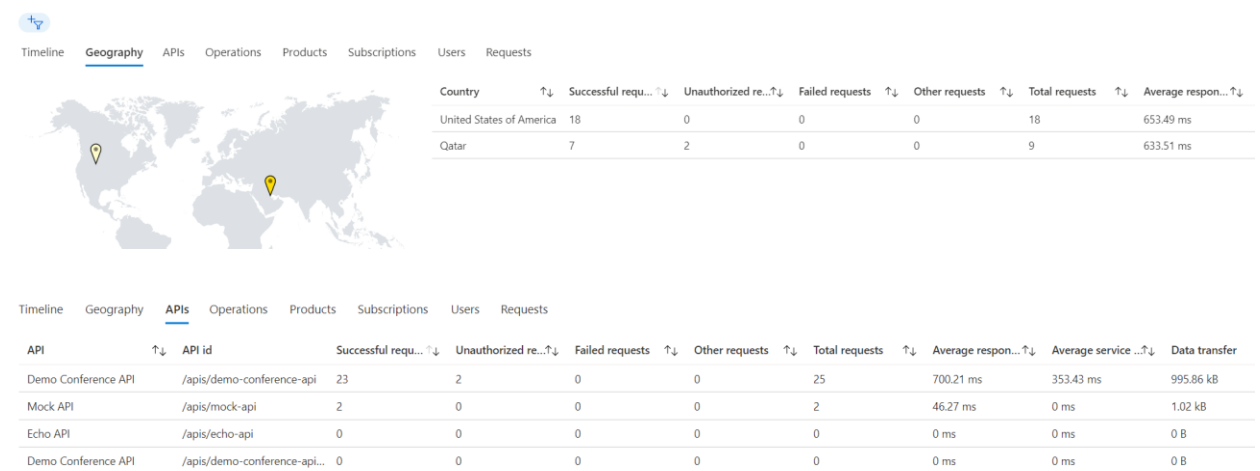 Timeline Geography APIs Operations Products Subscriptions Users Requests
Country Successful requ... Unauthorized re... Failed requests Other requests Total requests Average respon...
United States of America 18 0 0 0 18 653.49 ms
Qatar 7 2 0 0 9 633.51 ms
Timeline Geography APIs Operations Products Subscriptions Users Requests
API API id Successful requ... Unauthorized re... Failed requests Other requests Total requests Average respon... Average service ... Data transfer
Demo Conference API /apis/demo-conference-api 23 2 0 0 25 700.21 ms 353.43 ms 995.86 kB
Mock API /apis/mock-api 2 0 0 0 2 46.27 ms 0 ms 1.02 kB
Echo API /apis/echo-api 0 0 0 0 0 0 ms 0 ms 0 B
Demo Conference API /apis/demo-conference-api... 0 0 0 0 0 0 ms 0 ms 0 B